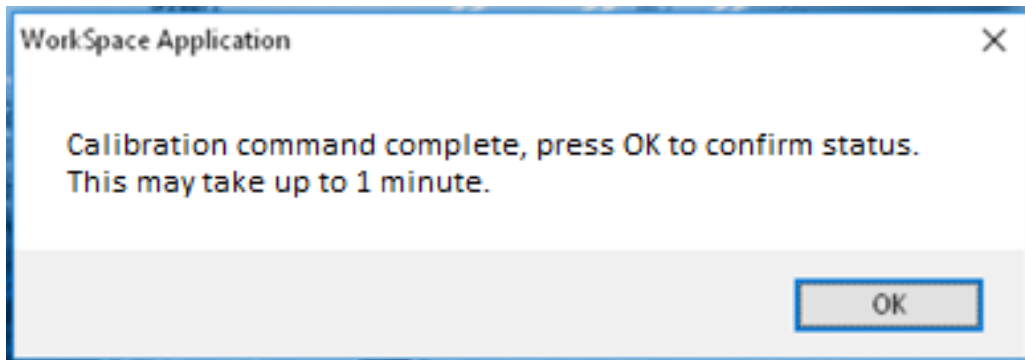 WorkSpace Application
Calibration command complete, press OK to confirm status.
This may take up to 1 minute.
OK